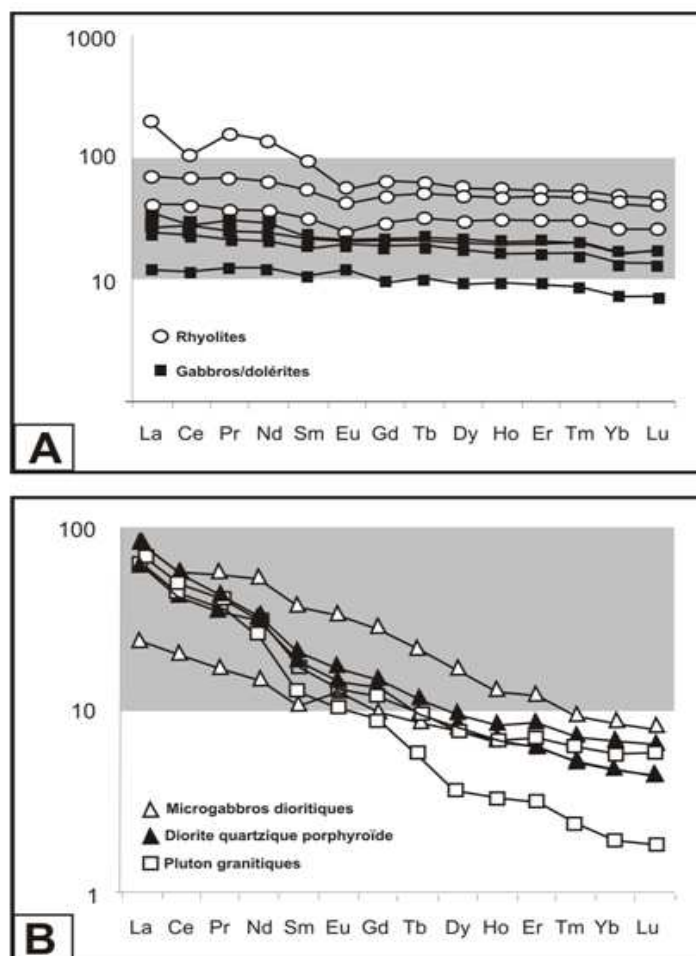 1000
100
10
Rhyolites
Gabbros/dolérites
La Ce Pr Nd Sm Eu Gd Tb Dy Ho Er Tm Yb Lu
A
100
10
Microgabbros dioritiques
Diorite quartzique porphyroïde
Pluton granitiques
1
La Ce Pr Nd Sm Eu Gd Tb Dy Ho Er Tm Yb Lu
B